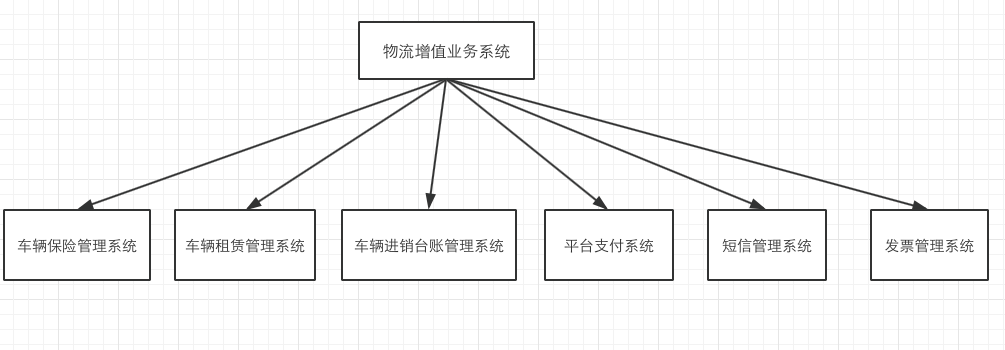 物流增值业务系统
车辆保险管理系统
车辆租赁管理系统
车辆进销台账管理系统
平台支付系统
短信管理系统
发票管理系统